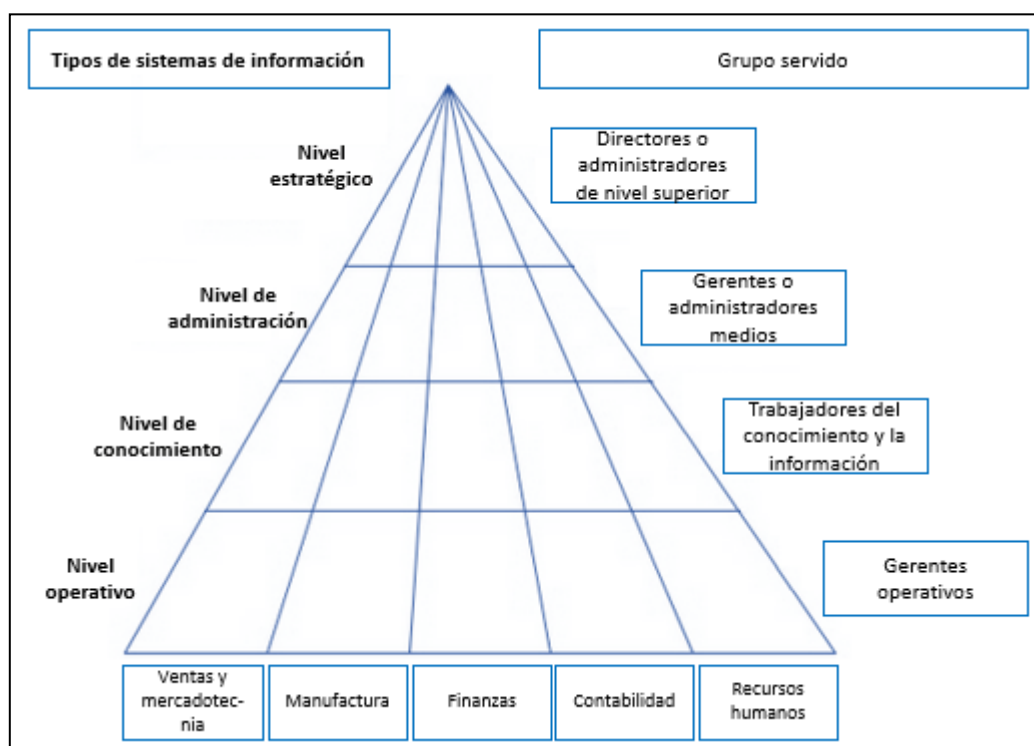 Tipos de sistemas de información
Grupo servido
Nivel
estratégico
Directores o
administradores
de nivel superior
Nivel de
administración
Gerentes o
administradores
medios
Nivel de
conocimiento
Trabajadores del
conocimiento y la
información
Nivel
operativo
Gerentes
operativos
Ventas y
mercadotec-
nia
Manufactura
Finanzas
Contabilidad
Recursos
humanos